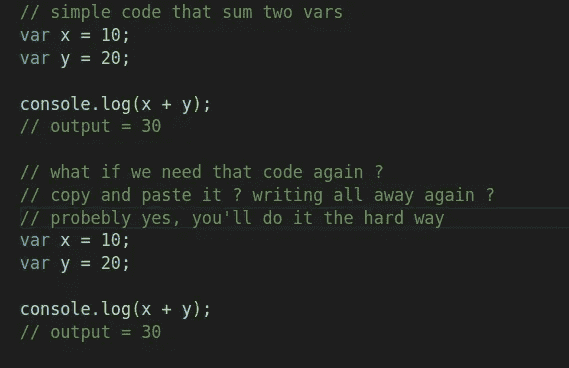 // simple code that sum two vars
var x = 10;
var y = 20;
console.log(x + y);
// output = 30
// what if we need that code again ?
// copy and paste it ? writing all away again ?
// probebly yes, you'll do it the hard way
var x = 10;
var y = 20;
console.log(x + y);
// output = 30